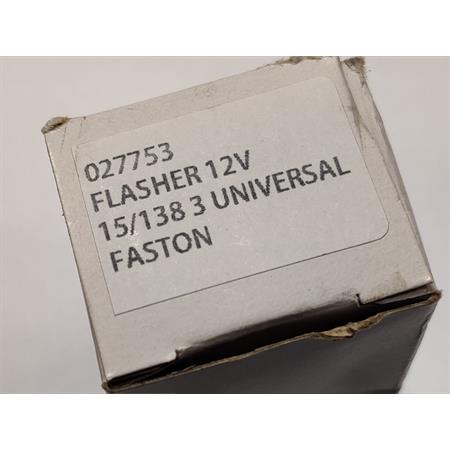 027753
FLASHER 12V
15/138 3 UNIVERSAL
FASTON